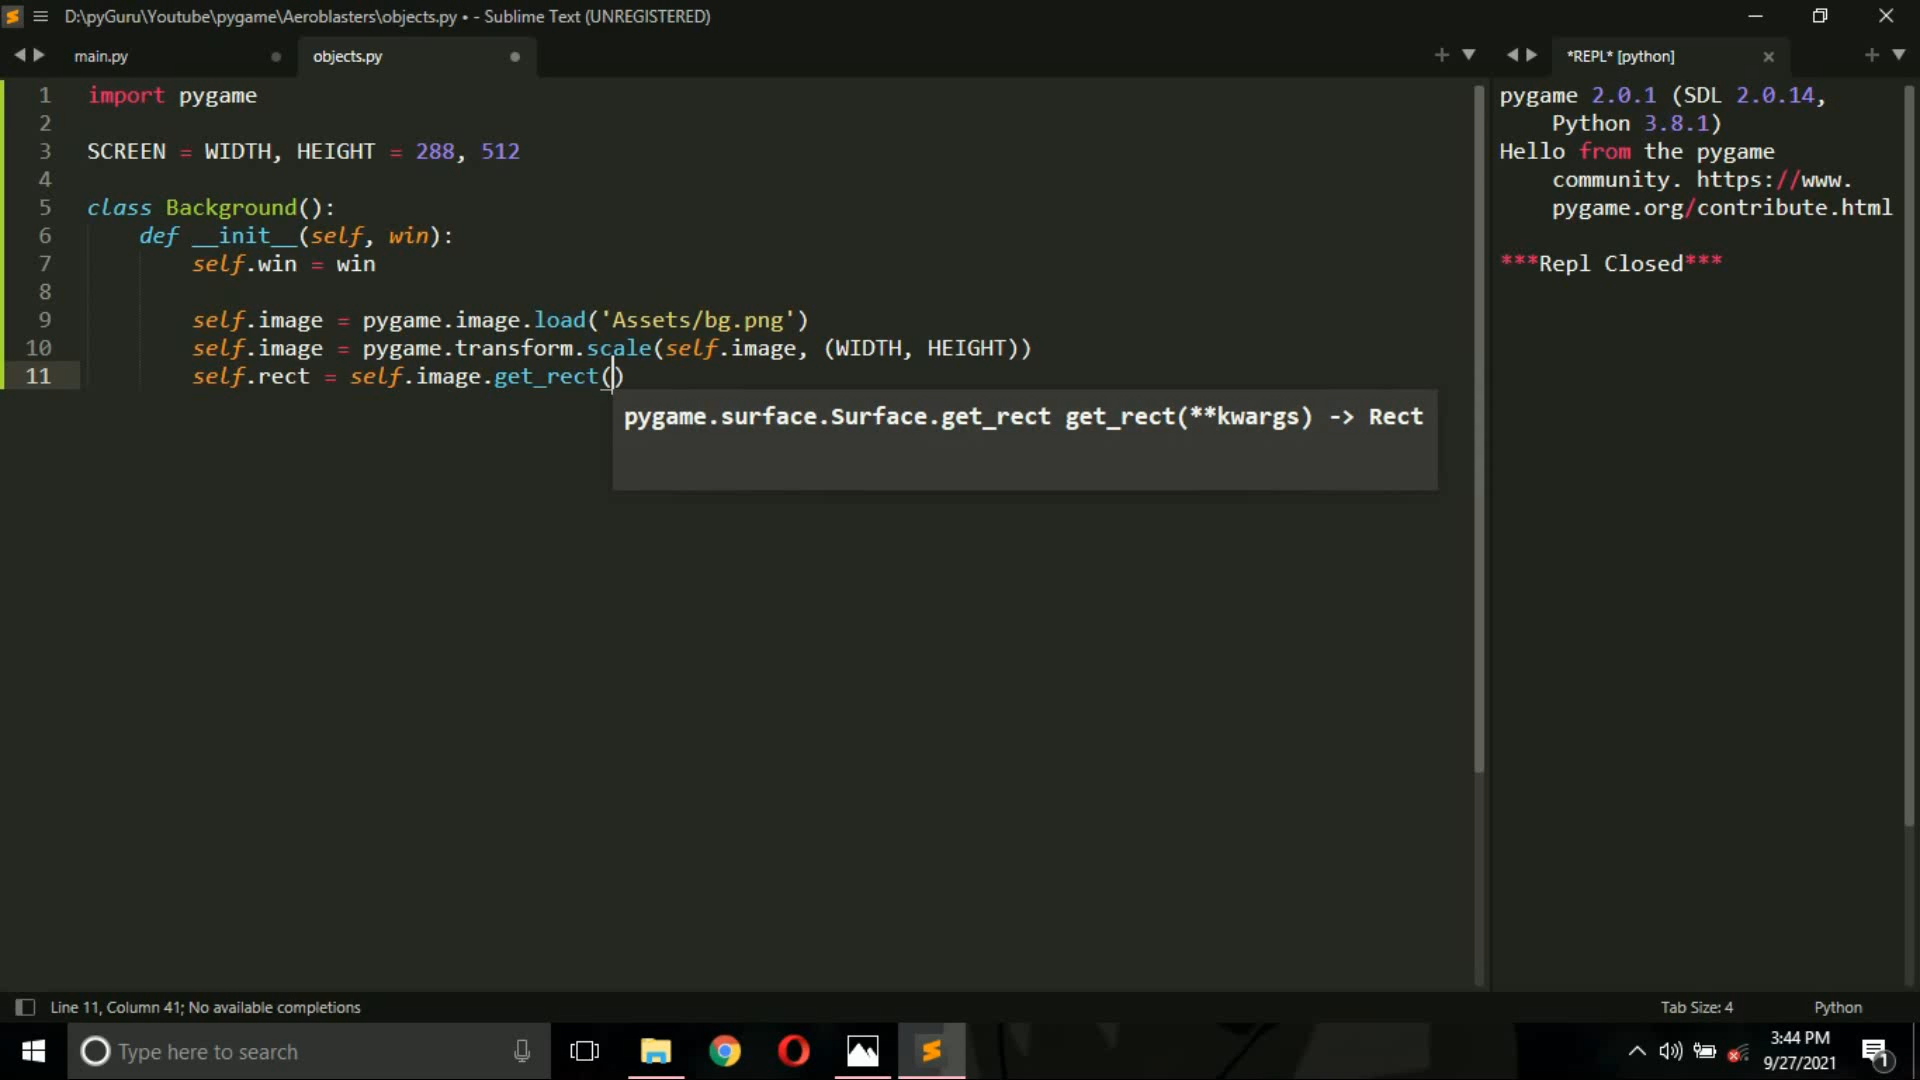 D:\pyGuru\Youtube\pygame\Aeroblasters\objects.py • - Sublime Text (UNREGISTERED)
main.py
objects.py
*REPL* [python]
1 import pygame
2
3 SCREEN = WIDTH, HEIGHT = 288, 512
4
5 class Background():
6 def __init__(self, win):
7 self.win = win
8
9 self.image = pygame.image.load('Assets/bg.png')
10 self.image = pygame.transform.scale(self.image, (WIDTH, HEIGHT))
11 self.rect = self.image.get_rect()
pygame.surface.Surface.get_rect get_rect(**kwargs) -> Rect
pygame 2.0.1 (SDL 2.0.14,
Python 3.8.1)
Hello from the pygame
community. https://www.
pygame.org/contribute.html
***Repl Closed***
Line 11, Column 41; No available completions
Tab Size: 4
Python
Type here to search
3:44 PM
9/27/2021
1